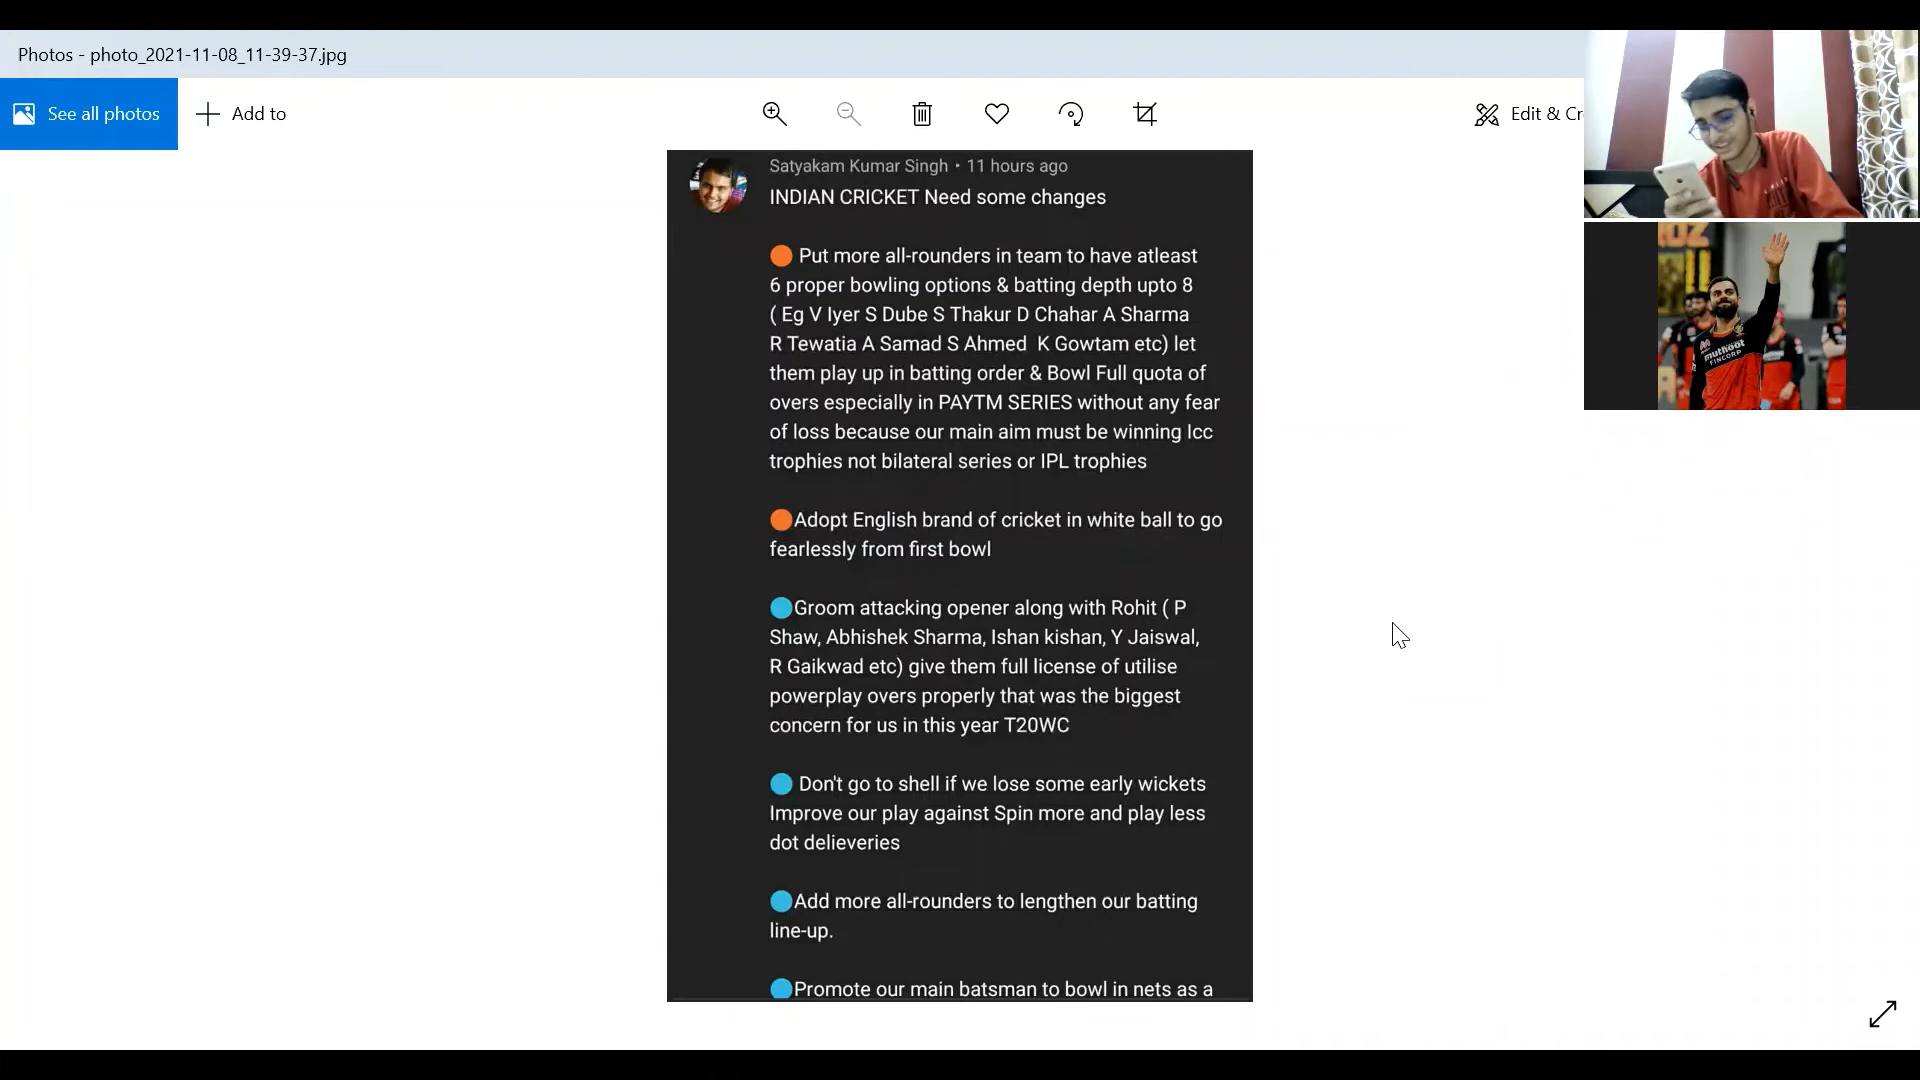 Photos - photo_2021-11-08_11-39-37.jpg
See all photos
Add to
Edit & Cr
Satyakam Kumar Singh • 11 hours ago
INDIAN CRICKET Need some changes
Put more all-rounders in team to have atleast
6 proper bowling options & batting depth upto 8
( Eg V Iyer S Dube S Thakur D Chahar A Sharma
R Tewatia A Samad S Ahmed K Gowtam etc) let
them play up in batting order & Bowl Full quota of
overs especially in PAYTM SERIES without any fear
of loss because our main aim must be winning Icc
trophies not bilateral series or IPL trophies
Adopt English brand of cricket in white ball to go
fearlessly from first bowl
Groom attacking opener along with Rohit ( P
Shaw, Abhishek Sharma, Ishan kishan, Y Jaiswal,
R Gaikwad etc) give them full license of utilise
powerplay overs properly that was the biggest
concern for us in this year T20WC
Don't go to shell if we lose some early wickets
Improve our play against Spin more and play less
dot delieveries
Add more all-rounders to lengthen our batting
line-up.
Promote our main batsman to bowl in nets as a
muthoot
FINCORP